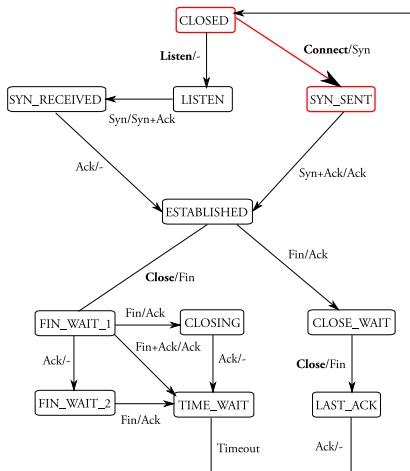 CLOSED
Listen/-
Connect/Syn
SYN_RECEIVED
LISTEN
SYN_SENT
Syn/Syn+Ack
Ack/-
Syn+Ack/Ack
ESTABLISHED
Fin/Ack
Close/Fin
FIN_WAIT_1
Fin/Ack
CLOSING
CLOSE_WAIT
Ack/-
Fin+Ack/Ack
Ack/-
Close/Fin
FIN_WAIT_2
Fin/Ack
TIME_WAIT
LAST_ACK
Timeout
Ack/-